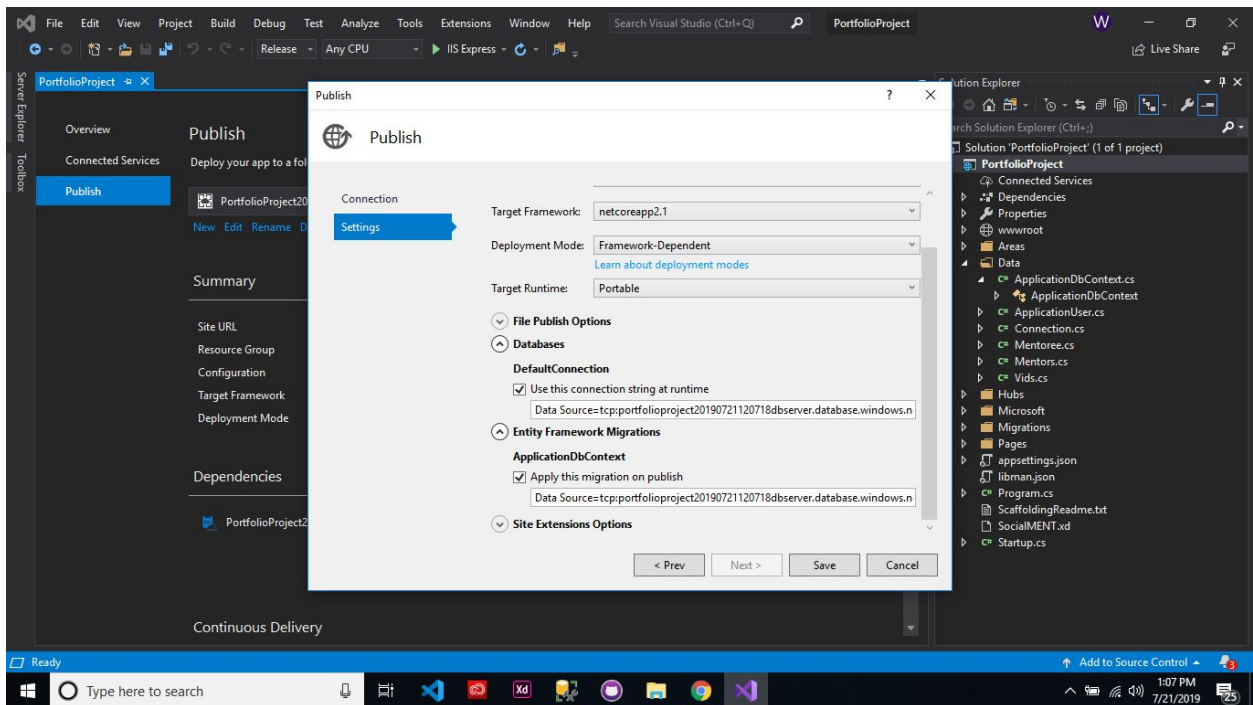 File Edit View Project Build Debug Test Analyze Tools Extensions Window Help Search Visual Studio (Ctrl+Q) PortfolioProject W
Release Any CPU IIS Express Live Share
Server Explorer
Toolbox
PortfolioProject
Overview
Connected Services
Publish
Publish
Deploy your app to a fol
PortfolioProject20
New Edit Rename D
Summary
Site URL
Resource Group
Configuration
Target Framework
Deployment Mode
Dependencies
PortfolioProject2
Continuous Delivery
Publish ?
Publish
Connection
Settings
Target Framework: netcoreapp2.1
Deployment Mode: Framework-Dependent
Learn about deployment modes
Target Runtime: Portable
File Publish Options
Databases
DefaultConnection
Use this connection string at runtime
Data Source=tcp:portfolioproject20190721120718dbserver.database.windows.n
Entity Framework Migrations
ApplicationDbContext
Apply this migration on publish
Data Source=tcp:portfolioproject20190721120718dbserver.database.windows.n
Site Extensions Options
< Prev Next > Save Cancel
ution Explorer
arch Solution Explorer (Ctrl+;)
Solution 'PortfolioProject' (1 of 1 project)
PortfolioProject
Connected Services
Dependencies
Properties
wwwroot
Areas
Data
C# ApplicationDbContext.cs
ApplicationDbContext
C# ApplicationUser.cs
C# Connection.cs
C# Mentoree.cs
C# Mentors.cs
C# Vids.cs
Hubs
Microsoft
Migrations
Pages
appsettings.json
libman.json
C# Program.cs
ScaffoldingReadme.txt
SocialMENT.xd
C# Startup.cs
Ready Add to Source Control 3
Type here to search Xd 1:07 PM
7/21/2019 25